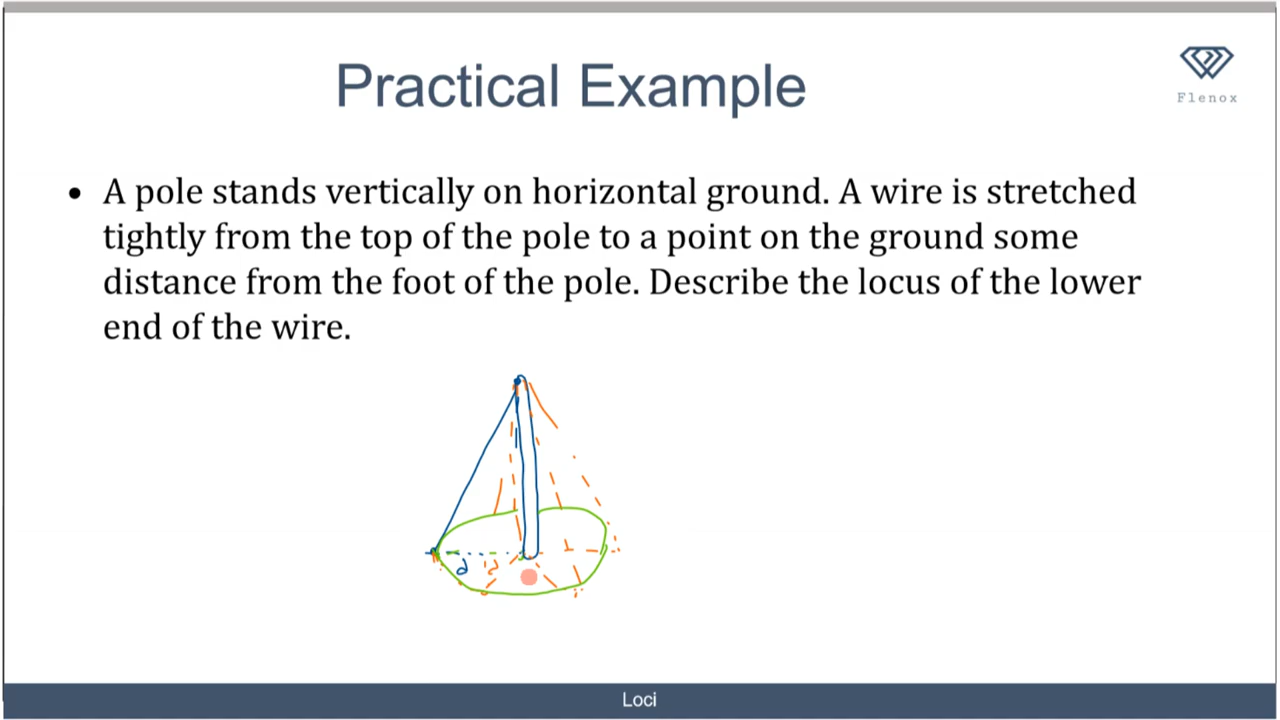 Practical Example
Flenox
• A pole stands vertically on horizontal ground. A wire is stretched
tightly from the top of the pole to a point on the ground some
distance from the foot of the pole. Describe the locus of the lower
end of the wire.
d
Loci